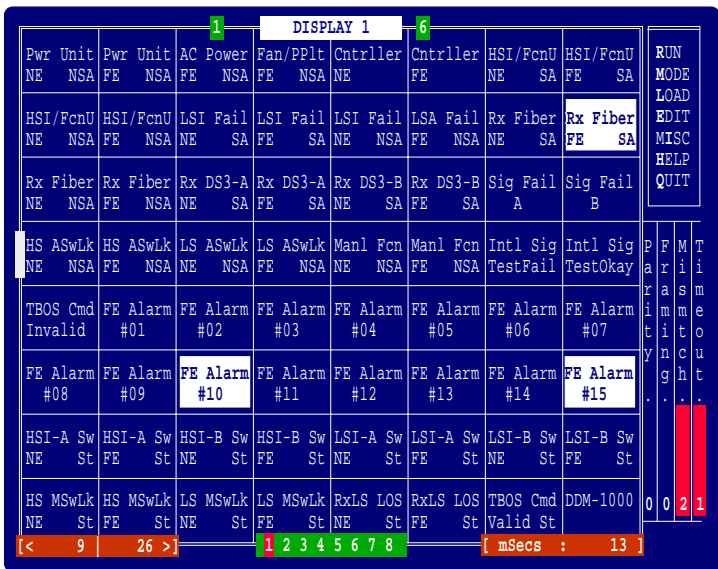 1 DISPLAY 1 6
Pwr Unit Pwr Unit AC Power Fan/PPlt Cntrller Cntrller HSI/FcnU HSI/FcnU
NE NSA FE NSA FE NSA FE NSA NE FE NE SA FE SA
HSI/FcnU HSI/FcnU LSI Fail LSI Fail LSI Fail LSA Fail Rx Fiber Rx Fiber
NE NSA FE NSA NE SA FE SA NE NSA FE NSA NE SA FE SA
Rx Fiber Rx Fiber Rx DS3-A Rx DS3-A Rx DS3-B Rx DS3-B Sig Fail Sig Fail
NE NSA FE NSA NE SA FE SA NE SA FE SA A B
HS ASwLk HS ASwLk LS ASwLk LS ASwLk Manl Fcn Manl Fcn Intl Sig Intl Sig
NE NSA FE NSA NE NSA FE NSA NE NSA FE NSA TestFail TestOkay
TBOS Cmd FE Alarm FE Alarm FE Alarm FE Alarm FE Alarm FE Alarm FE Alarm
Invalid #01 #02 #03 #04 #05 #06 #07
FE Alarm FE Alarm FE Alarm FE Alarm FE Alarm FE Alarm FE Alarm FE Alarm
#08 #09 #10 #11 #12 #13 #14 #15
HSI-A Sw HSI-A Sw HSI-B Sw HSI-B Sw LSI-A Sw LSI-A Sw LSI-B Sw LSI-B Sw
NE St FE St NE St FE St NE St FE St NE St FE St
HS MSwLk HS MSwLk LS MSwLk LS MSwLk RxLS LOS RxLS LOS TBOS Cmd DDM-1000
NE St FE St NE St FE St NE St FE St Valid St
[< 9 26 >] 1 2 3 4 5 6 7 8 [ mSecs : 13 ]
RUN
MODE
LOAD
EDIT
MISC
HELP
QUIT
Parity.
Framing.
Mismtch.
Timeout.
0 0 2 1